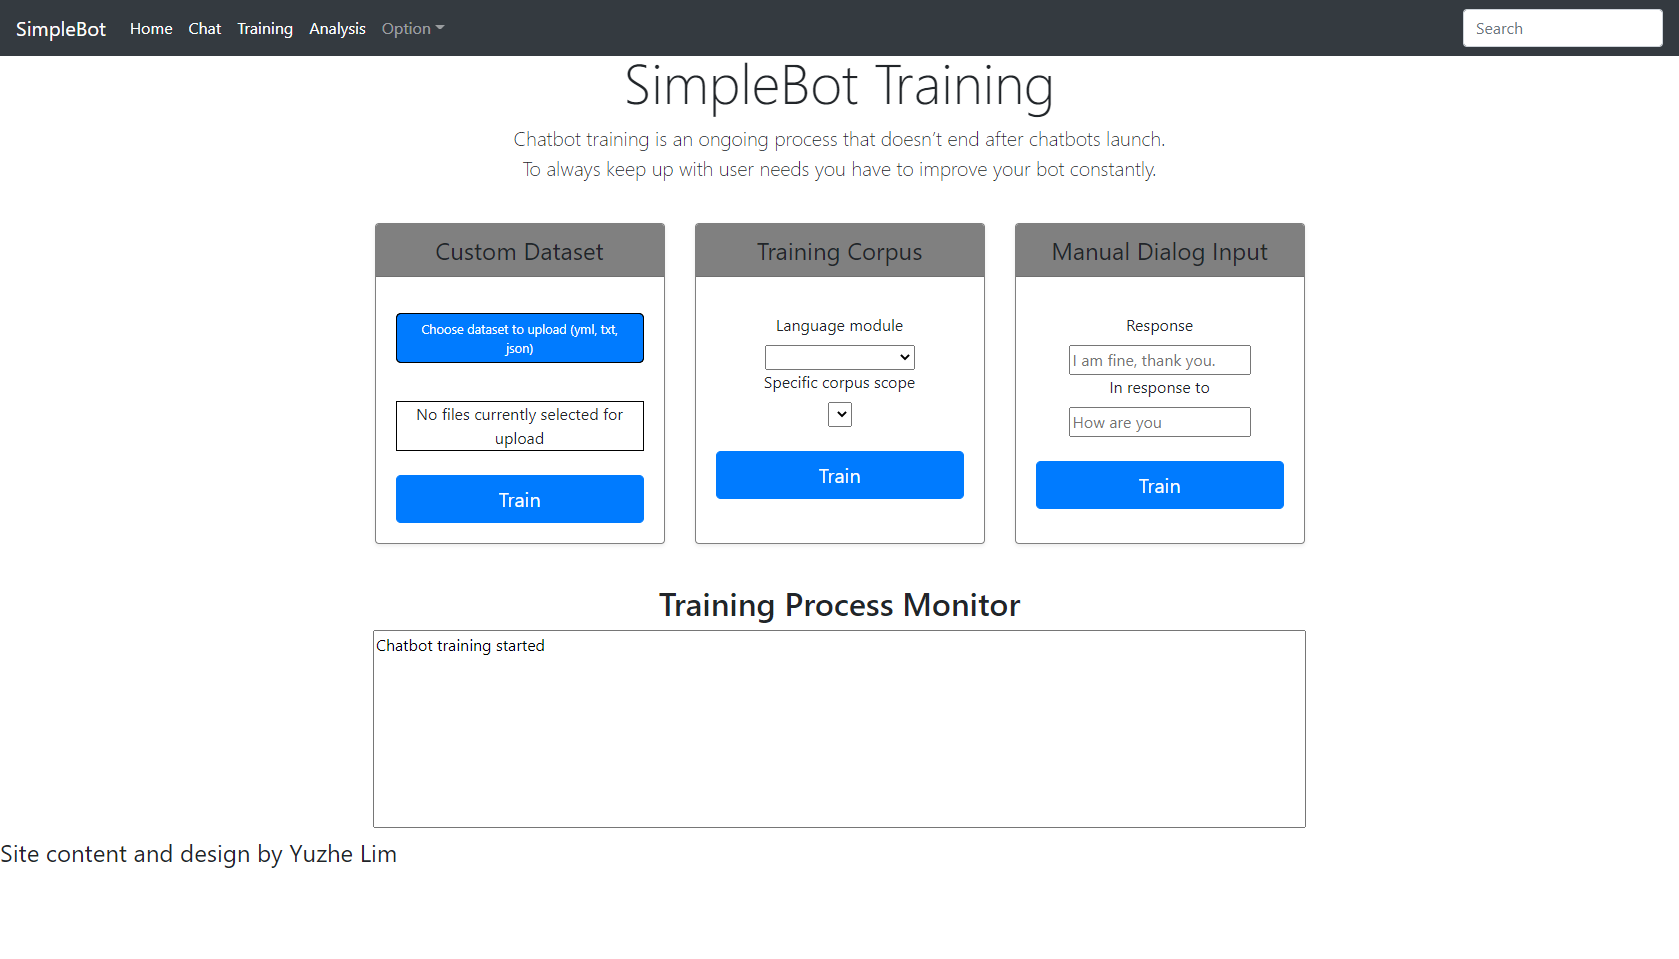 SimpleBot Home Chat Training Analysis Option Search
SimpleBot Training
Chatbot training is an ongoing process that doesn’t end after chatbots launch.
To always keep up with user needs you have to improve your bot constantly.
Custom Dataset
Choose dataset to upload (yml, txt,
json)
No files currently selected for
upload
Train
Training Corpus
Language module
Specific corpus scope
Train
Manual Dialog Input
Response
I am fine, thank you.
In response to
How are you
Train
Training Process Monitor
Chatbot training started
Site content and design by Yuzhe Lim